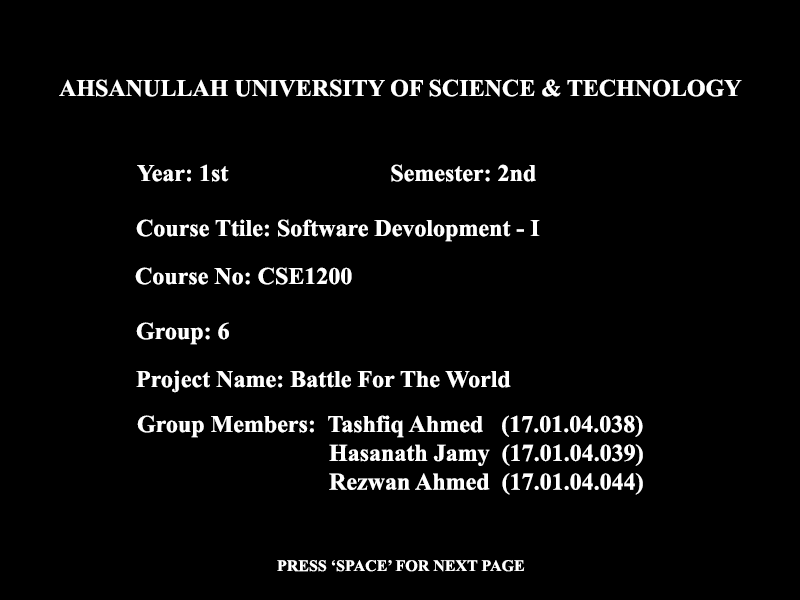 AHSANULLAH UNIVERSITY OF SCIENCE & TECHNOLOGY
Year: 1st Semester: 2nd
Course Ttile: Software Devolopment - I
Course No: CSE1200
Group: 6
Project Name: Battle For The World
Group Members: Tashfiq Ahmed (17.01.04.038)
Hasanath Jamy (17.01.04.039)
Rezwan Ahmed (17.01.04.044)
PRESS ‘SPACE’ FOR NEXT PAGE